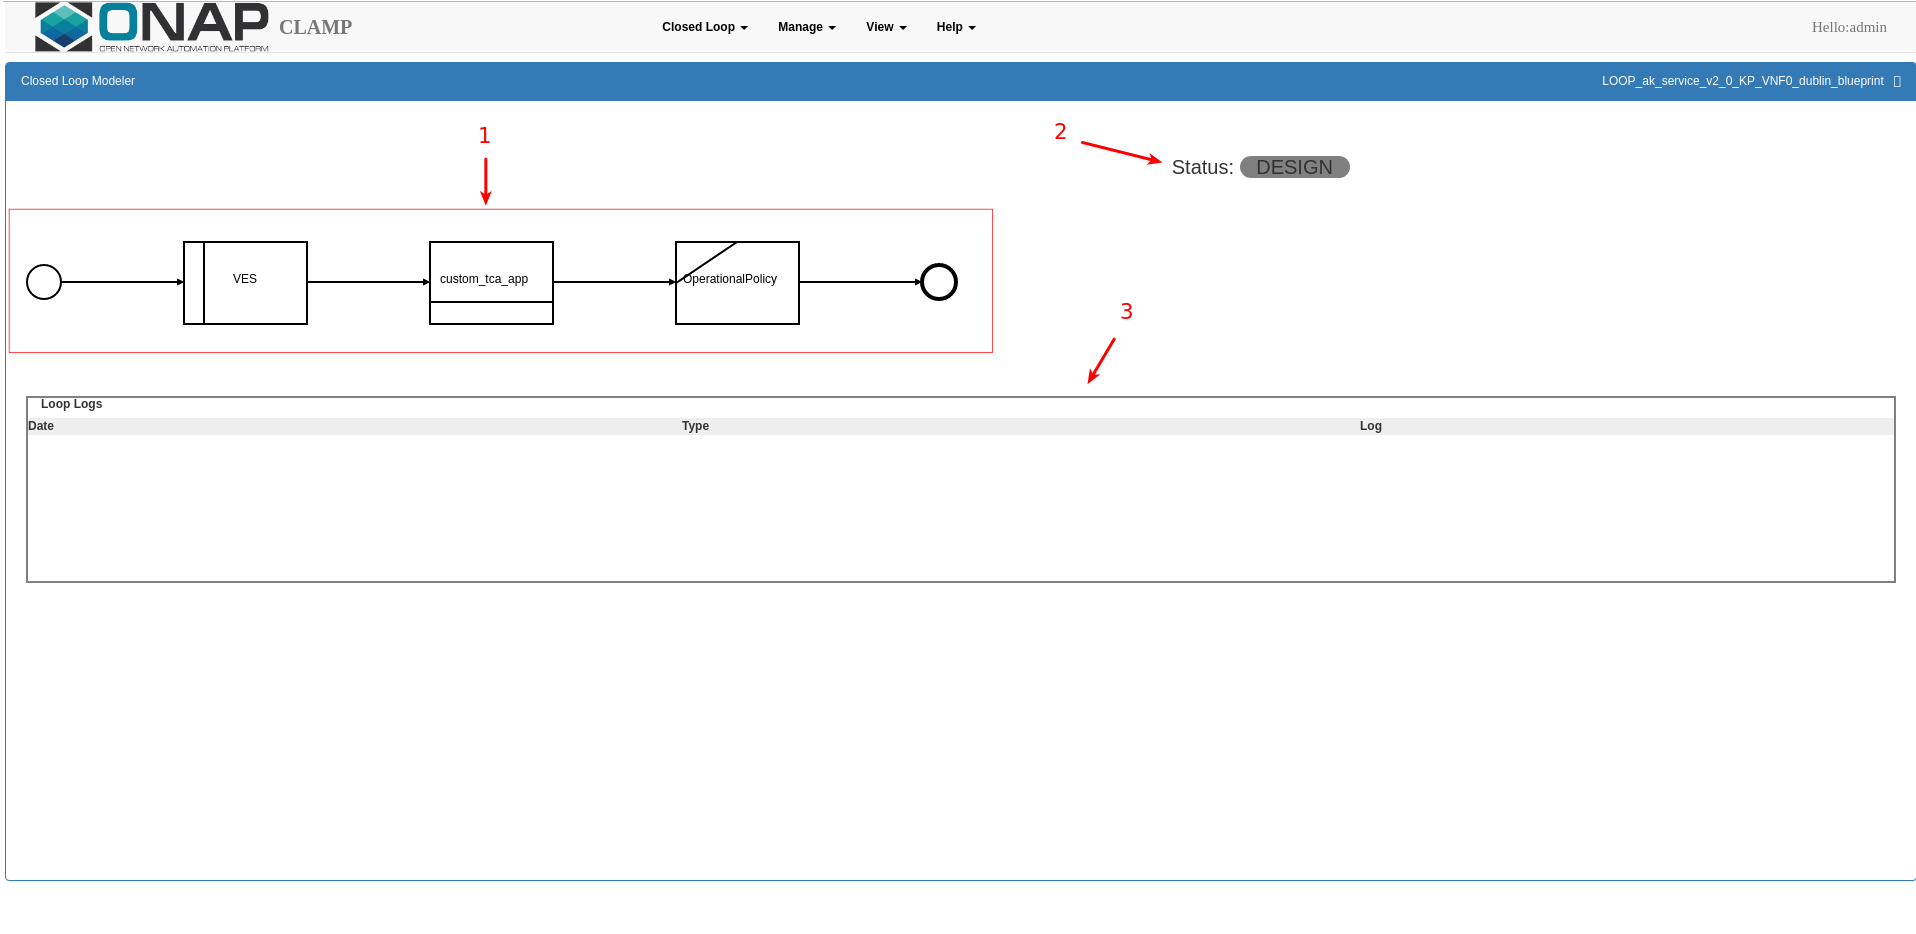 ONAP CLAMP Closed Loop Manage View Help Hello:admin
OPEN NETWORK AUTOMATION PLATFORM
Closed Loop Modeler LOOP_ak_service_v2_0_KP_VNF0_dublin_blueprint
1
2
Status: DESIGN
VES custom_tca_app OperationalPolicy
3
Loop Logs
Date Type Log